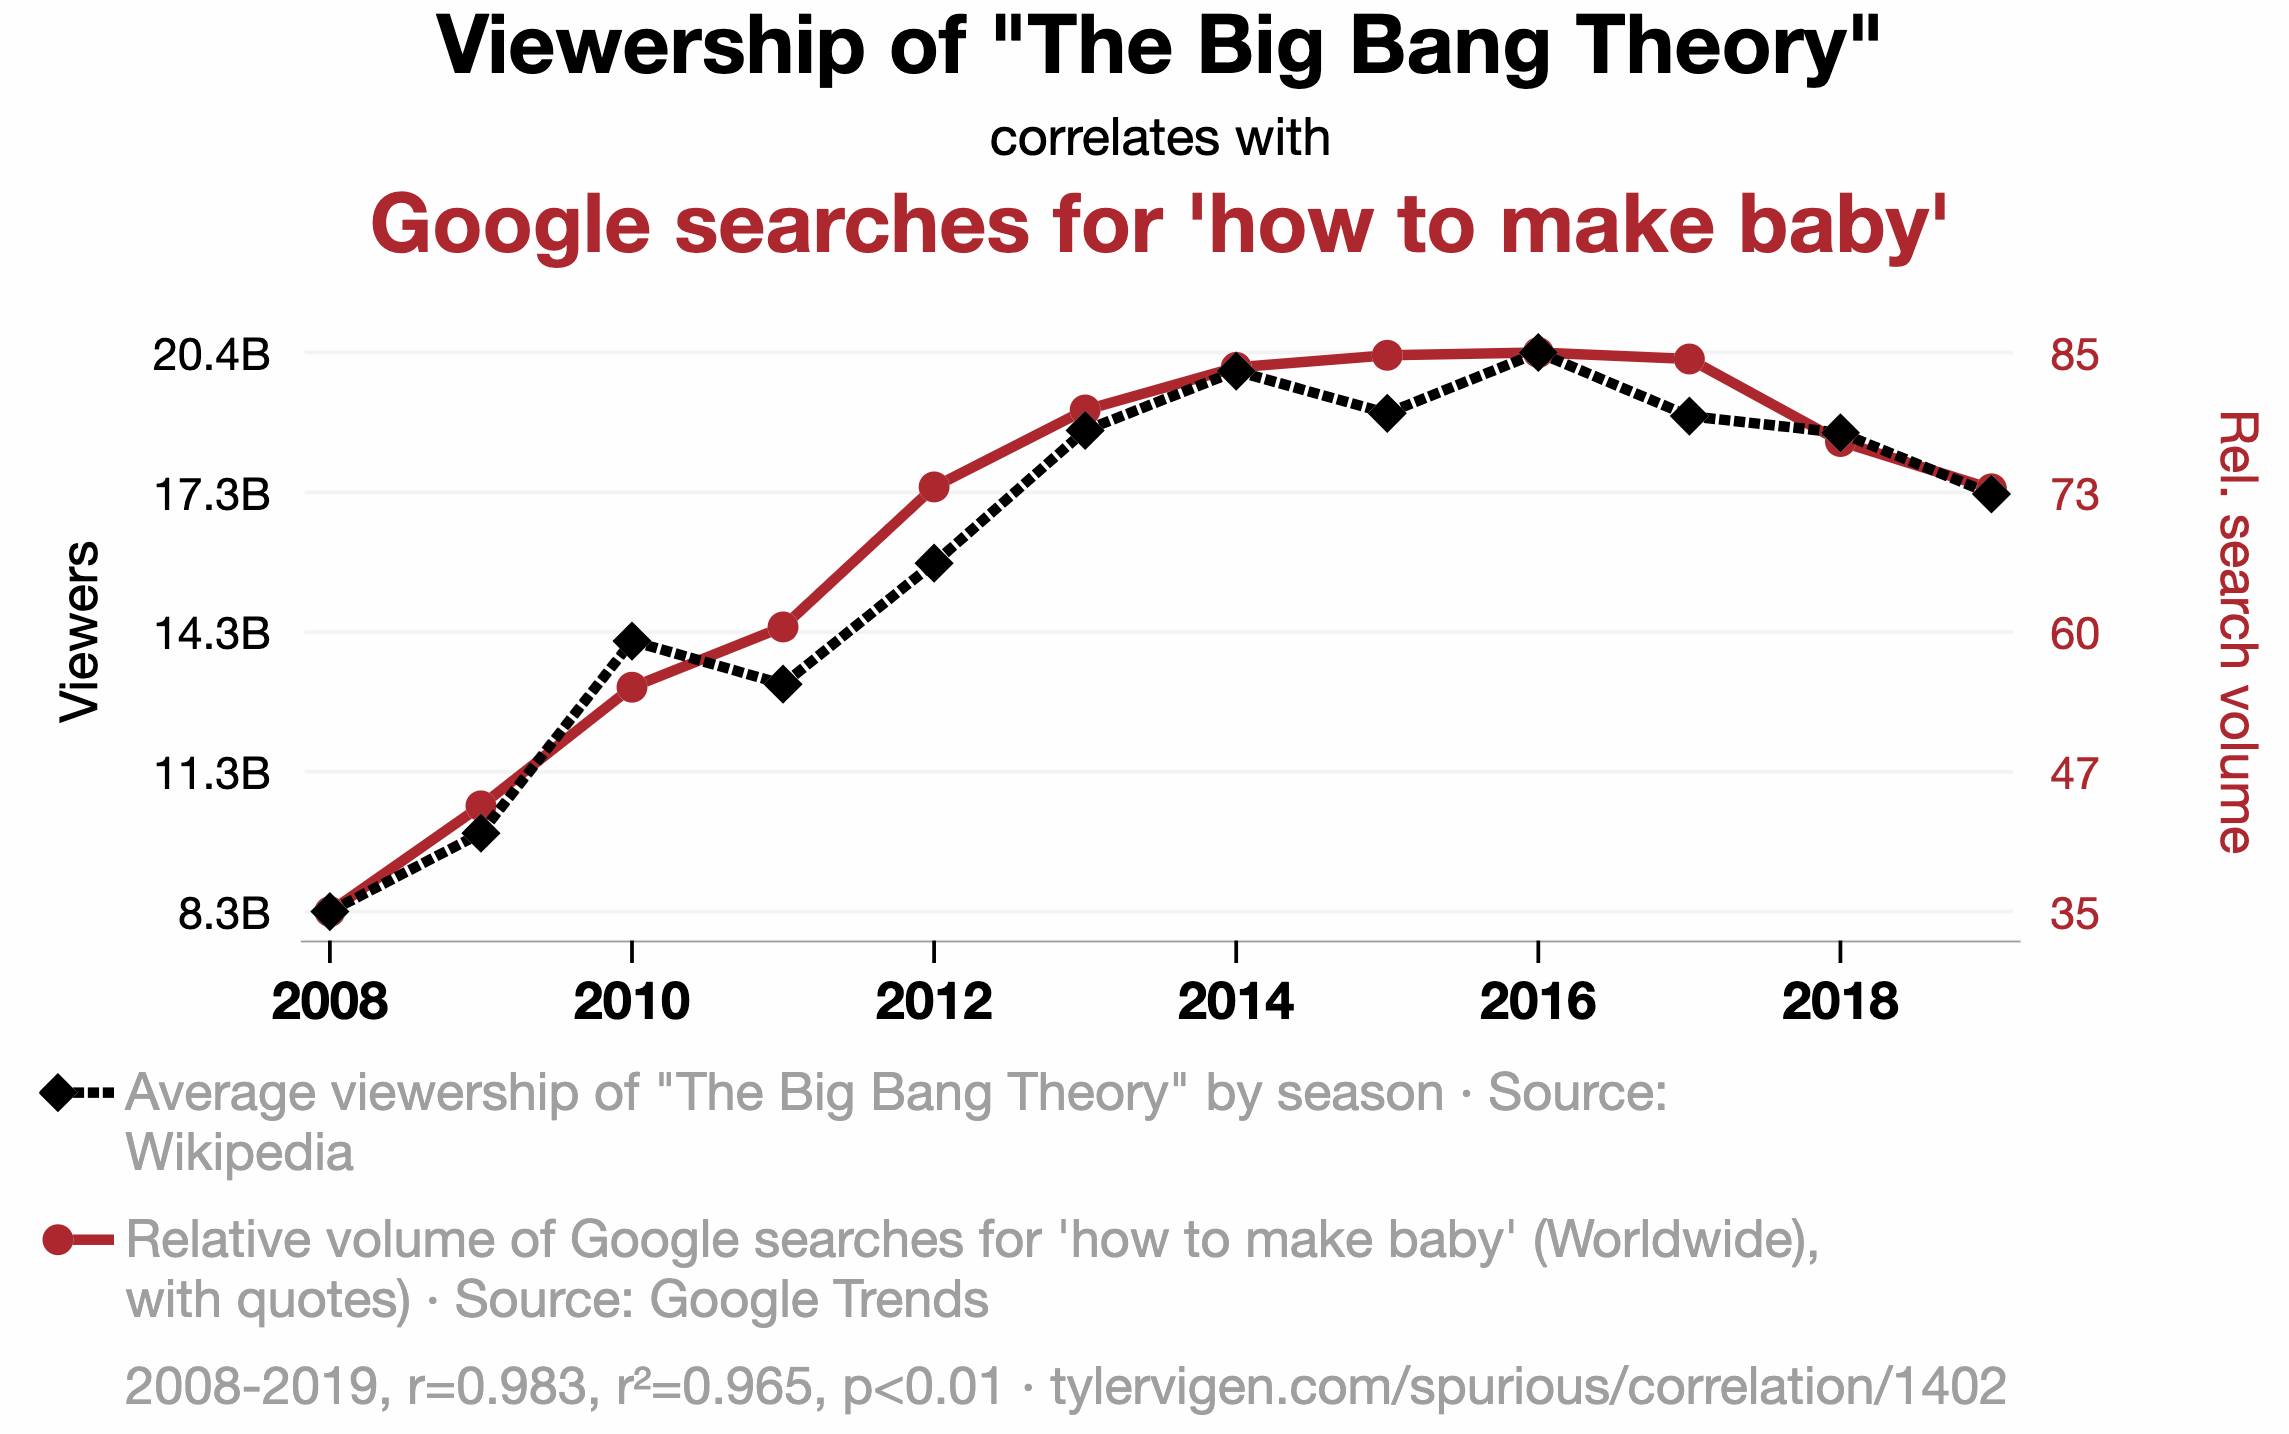 Viewership of "The Big Bang Theory"
correlates with
Google searches for 'how to make baby'
20.4B
17.3B
14.3B
11.3B
8.3B
Viewers
85
73
60
47
35
Rel. search volume
2008 2010 2012 2014 2016 2018
Average viewership of "The Big Bang Theory" by season · Source:
Wikipedia
Relative volume of Google searches for 'how to make baby' (Worldwide),
with quotes) · Source: Google Trends
2008-2019, r=0.983, r²=0.965, p<0.01 · tylervigen.com/spurious/correlation/1402